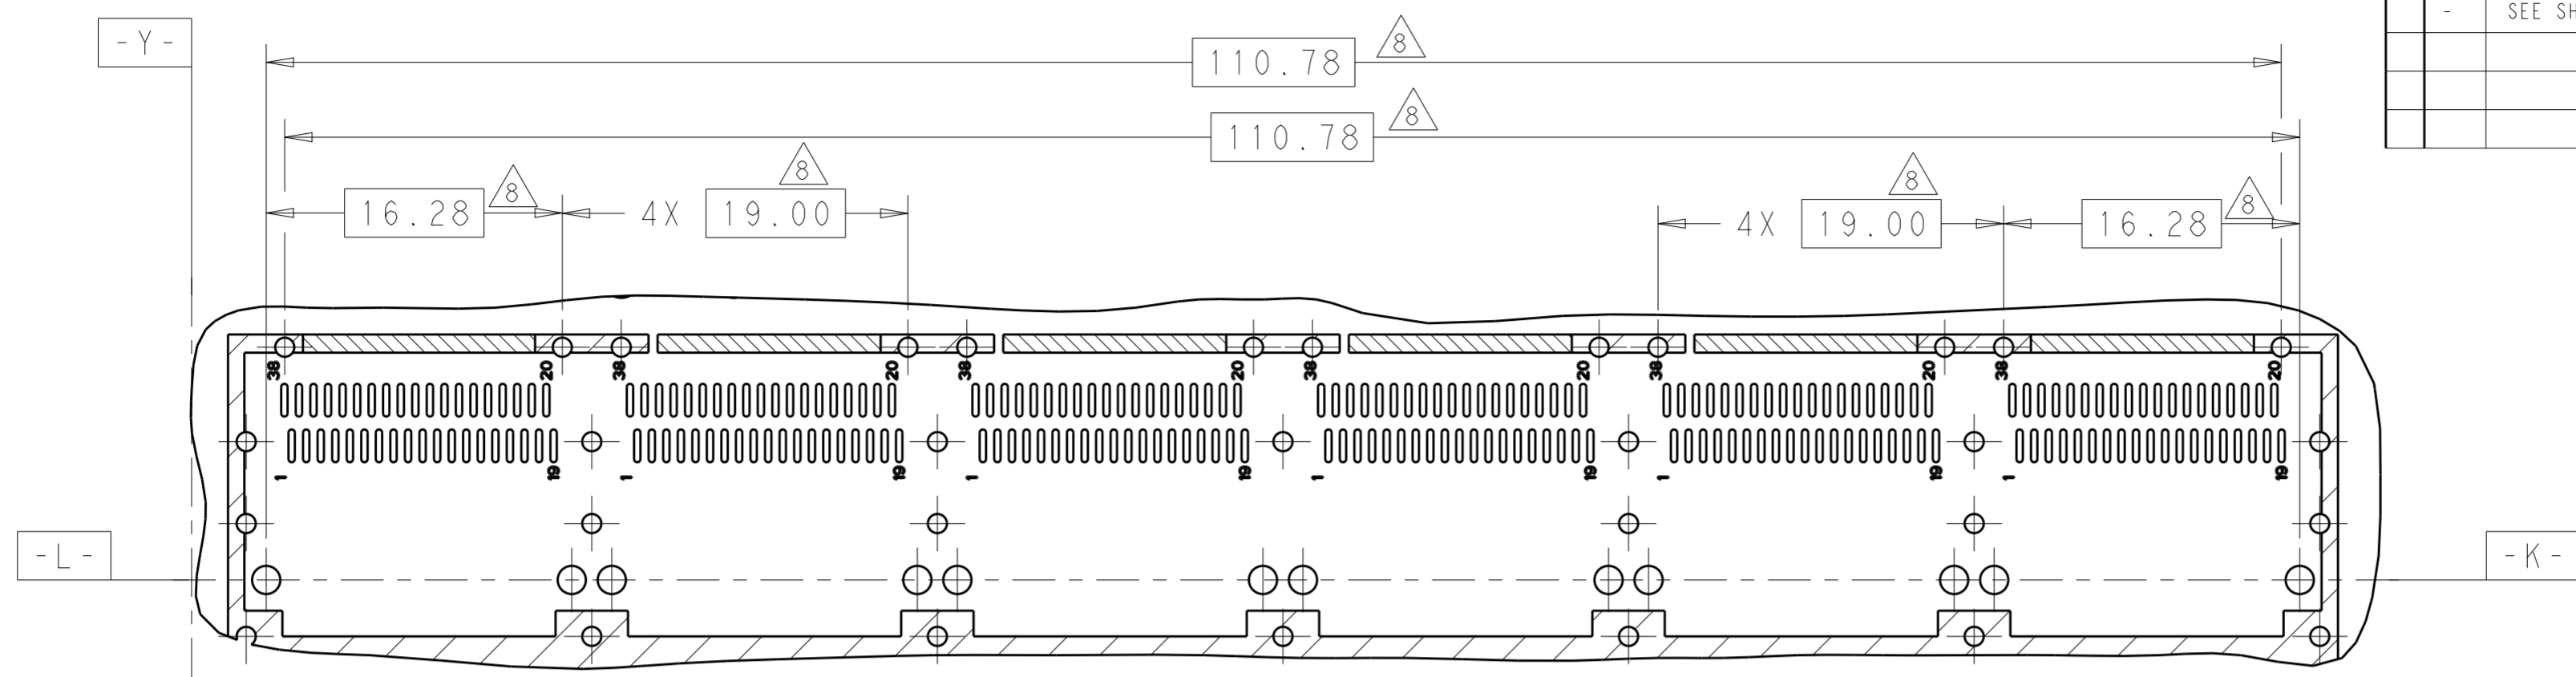 - SEE SH
-Y-
110.78 8
110.78 8
16.28 8 4X 19.00 8
4X 19.00 8 16.28 8
38 20 38 20 38 20 38 20 38 20 38 20
1 19 1 19 1 19 1 19 1 19 1 19
-L-
-K-